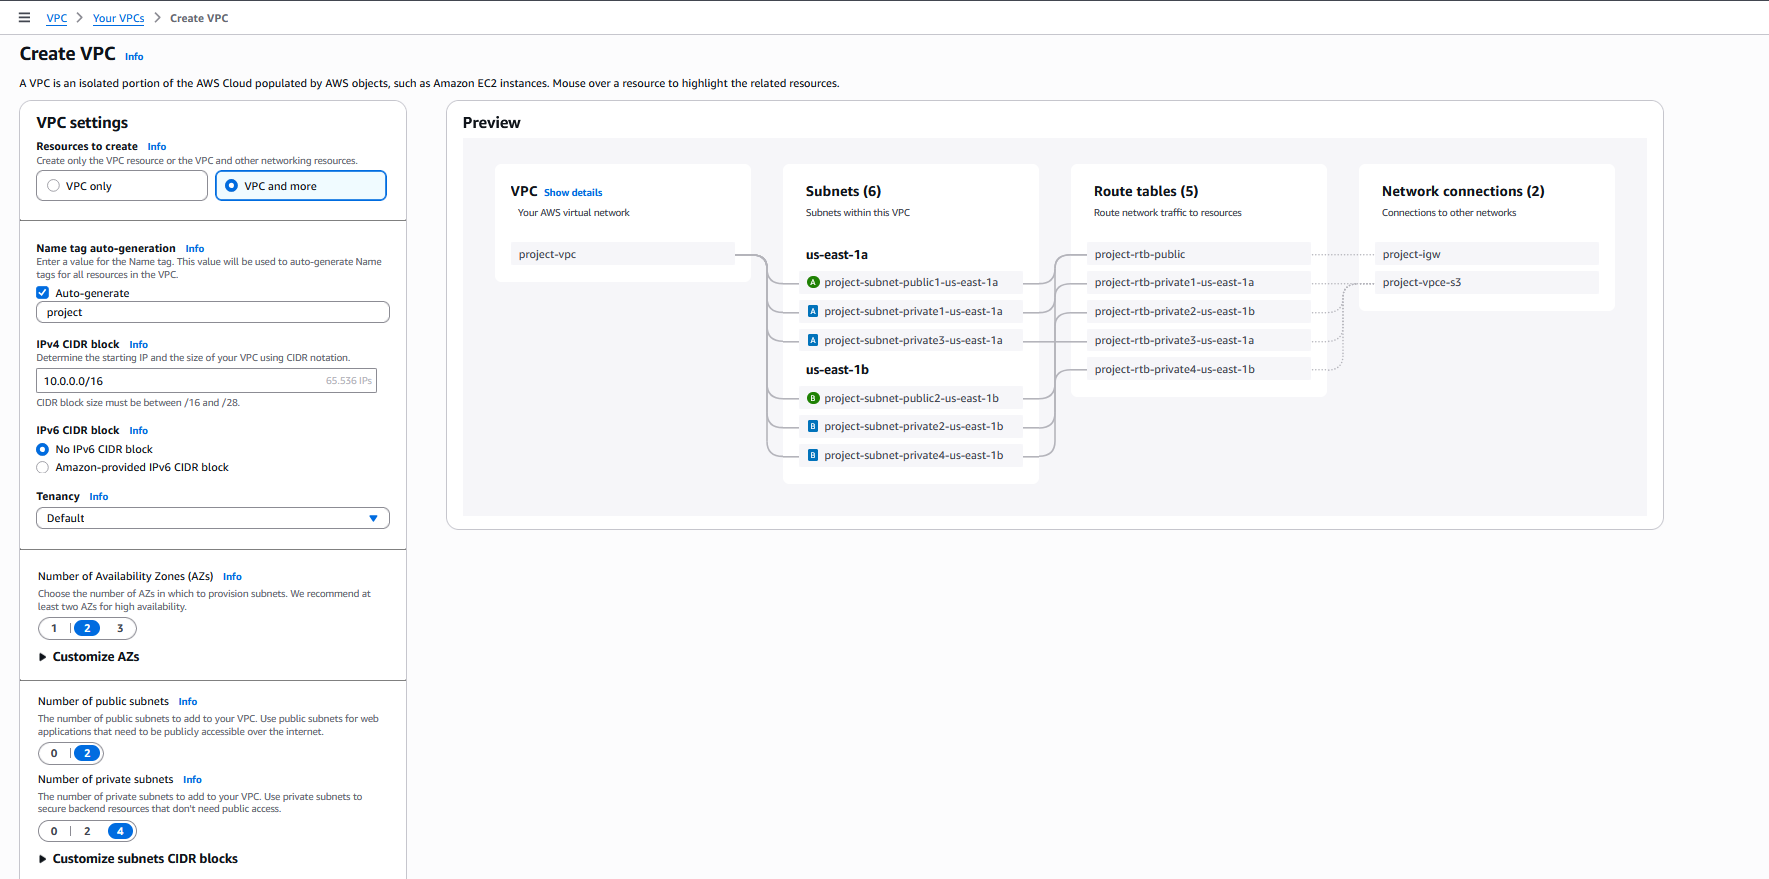 VPC > Your VPCs > Create VPC
Create VPC Info
A VPC is an isolated portion of the AWS Cloud populated by AWS objects, such as Amazon EC2 instances. Mouse over a resource to highlight the related resources.
VPC settings
Resources to create Info
Create only the VPC resource or the VPC and other networking resources.
VPC only
VPC and more
Name tag auto-generation Info
Enter a value for the Name tag. This value will be used to auto-generate Name
tags for all resources in the VPC.
Auto-generate
project
IPv4 CIDR block Info
Determine the starting IP and the size of your VPC using CIDR notation.
10.0.0.0/16 65.536 IPs
CIDR block size must be between /16 and /28.
IPv6 CIDR block Info
No IPv6 CIDR block
Amazon-provided IPv6 CIDR block
Tenancy Info
Default
Number of Availability Zones (AZs) Info
Choose the number of AZs in which to provision subnets. We recommend at
least two AZs for high availability.
1 | 2 3
Customize AZs
Number of public subnets Info
The number of public subnets to add to your VPC. Use public subnets for web
applications that need to be publicly accessible over the internet.
0 | 2
Number of private subnets Info
The number of private subnets to add to your VPC. Use private subnets to
secure backend resources that don't need public access.
0 | 2 4
Customize subnets CIDR blocks
Preview
VPC Show details
Your AWS virtual network
project-vpc
Subnets (6)
Subnets within this VPC
us-east-1a
A project-subnet-public1-us-east-1a
A project-subnet-private1-us-east-1a
A project-subnet-private3-us-east-1a
us-east-1b
B project-subnet-public2-us-east-1b
B project-subnet-private2-us-east-1b
B project-subnet-private4-us-east-1b
Route tables (5)
Route network traffic to resources
project-rtb-public
project-rtb-private1-us-east-1a
project-rtb-private2-us-east-1b
project-rtb-private3-us-east-1a
project-rtb-private4-us-east-1b
Network connections (2)
Connections to other networks
project-igw
project-vpce-s3